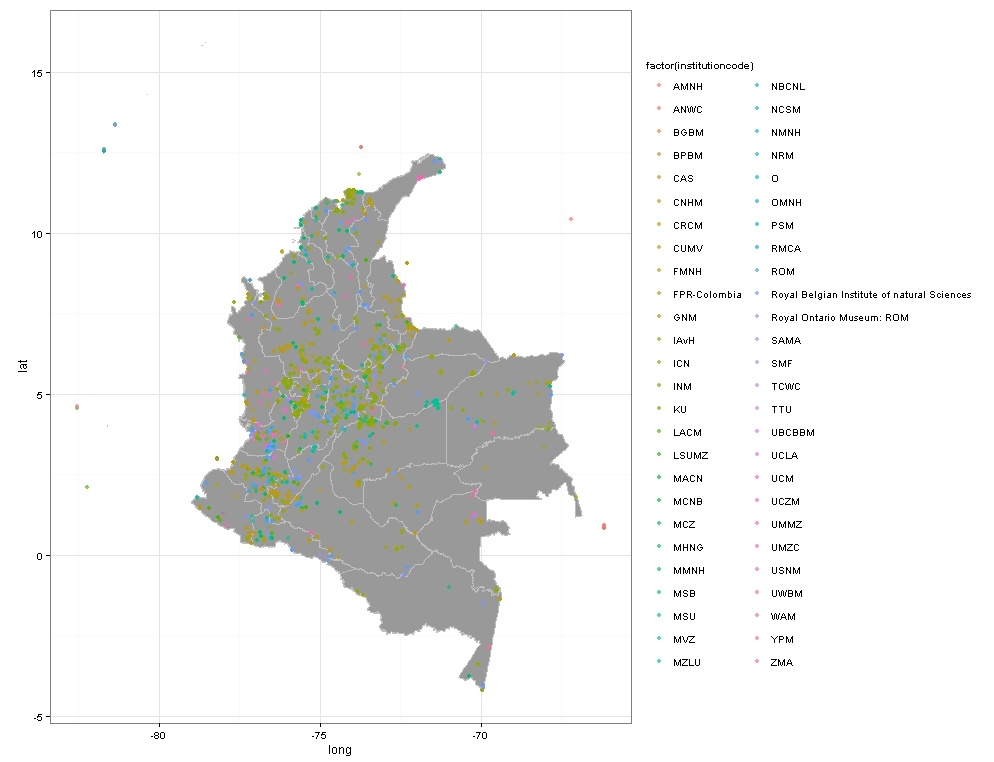 factor(institutioncode)
AMNH
ANWC
BGBM
BPBM
CAS
CNHM
CRCM
CUMV
FMNH
FPR-Colombia
GNM
IAvH
ICN
INM
KU
LACM
LSUMZ
MACN
MCNB
MCZ
MHNG
MMNH
MSB
MSU
MVZ
MZLU
NBCNL
NCSM
NMNH
NRM
O
OMNH
PSM
RMCA
ROM
Royal Belgian Institute of natural Sciences
Royal Ontario Museum: ROM
SAMA
SMF
TCWC
TTU
UBCBBM
UCLA
UCM
UCZM
UMMZ
UMZC
USNM
UWBM
WAM
YPM
ZMA
lat
15
10
5
0
-5
-80
-75
-70
long